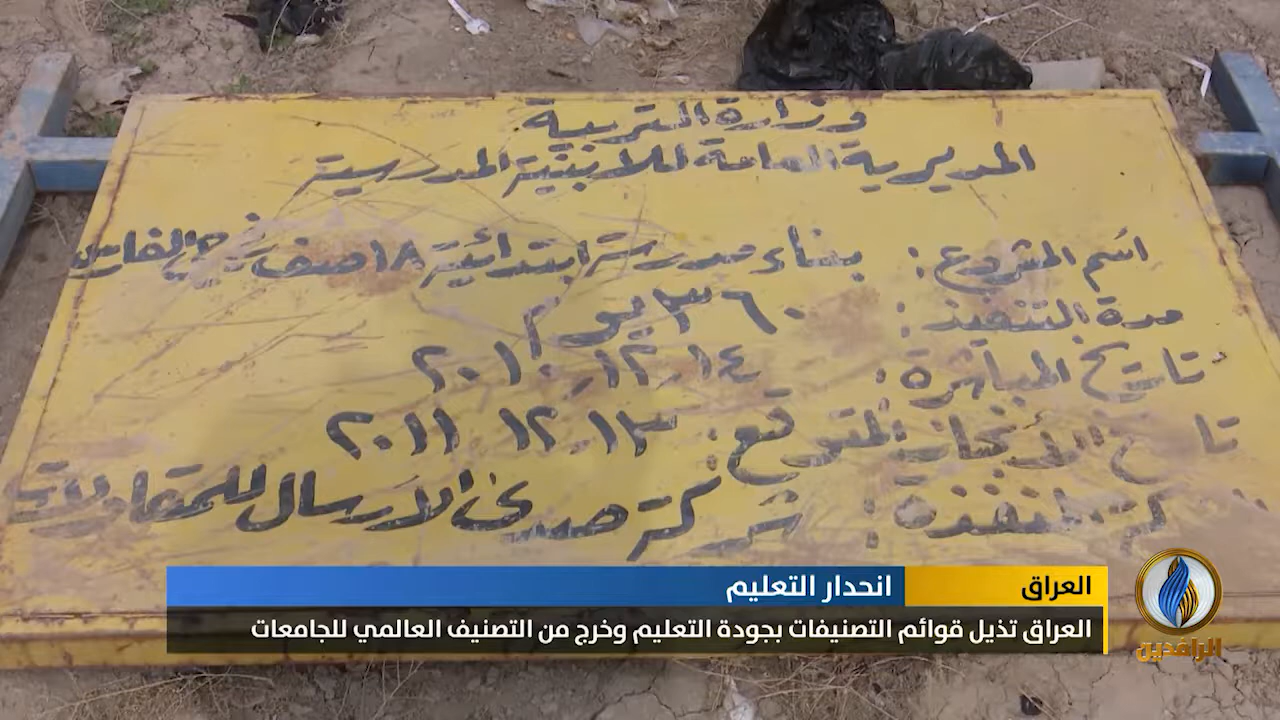 وزارة التربية
المديرية العامة للابنية المدرسية
اسم المشروع: بناء مدرسة ابتدائية ١٨ صف
مدة التنفيذ: ٣٦٠ يوم
تاريخ المباشرة: ١٤.١٢.٢٠١٠
تاريخ الانجاز المتوقع: ١٣.١٢.٢٠١١
المنفذة: شركة صدى الارسال للمقاولات
العراق انحدار التعليم
العراق تذيل قوائم التصنيفات بجودة التعليم وخرج من التصنيف العالمي للجامعات
الرافدين